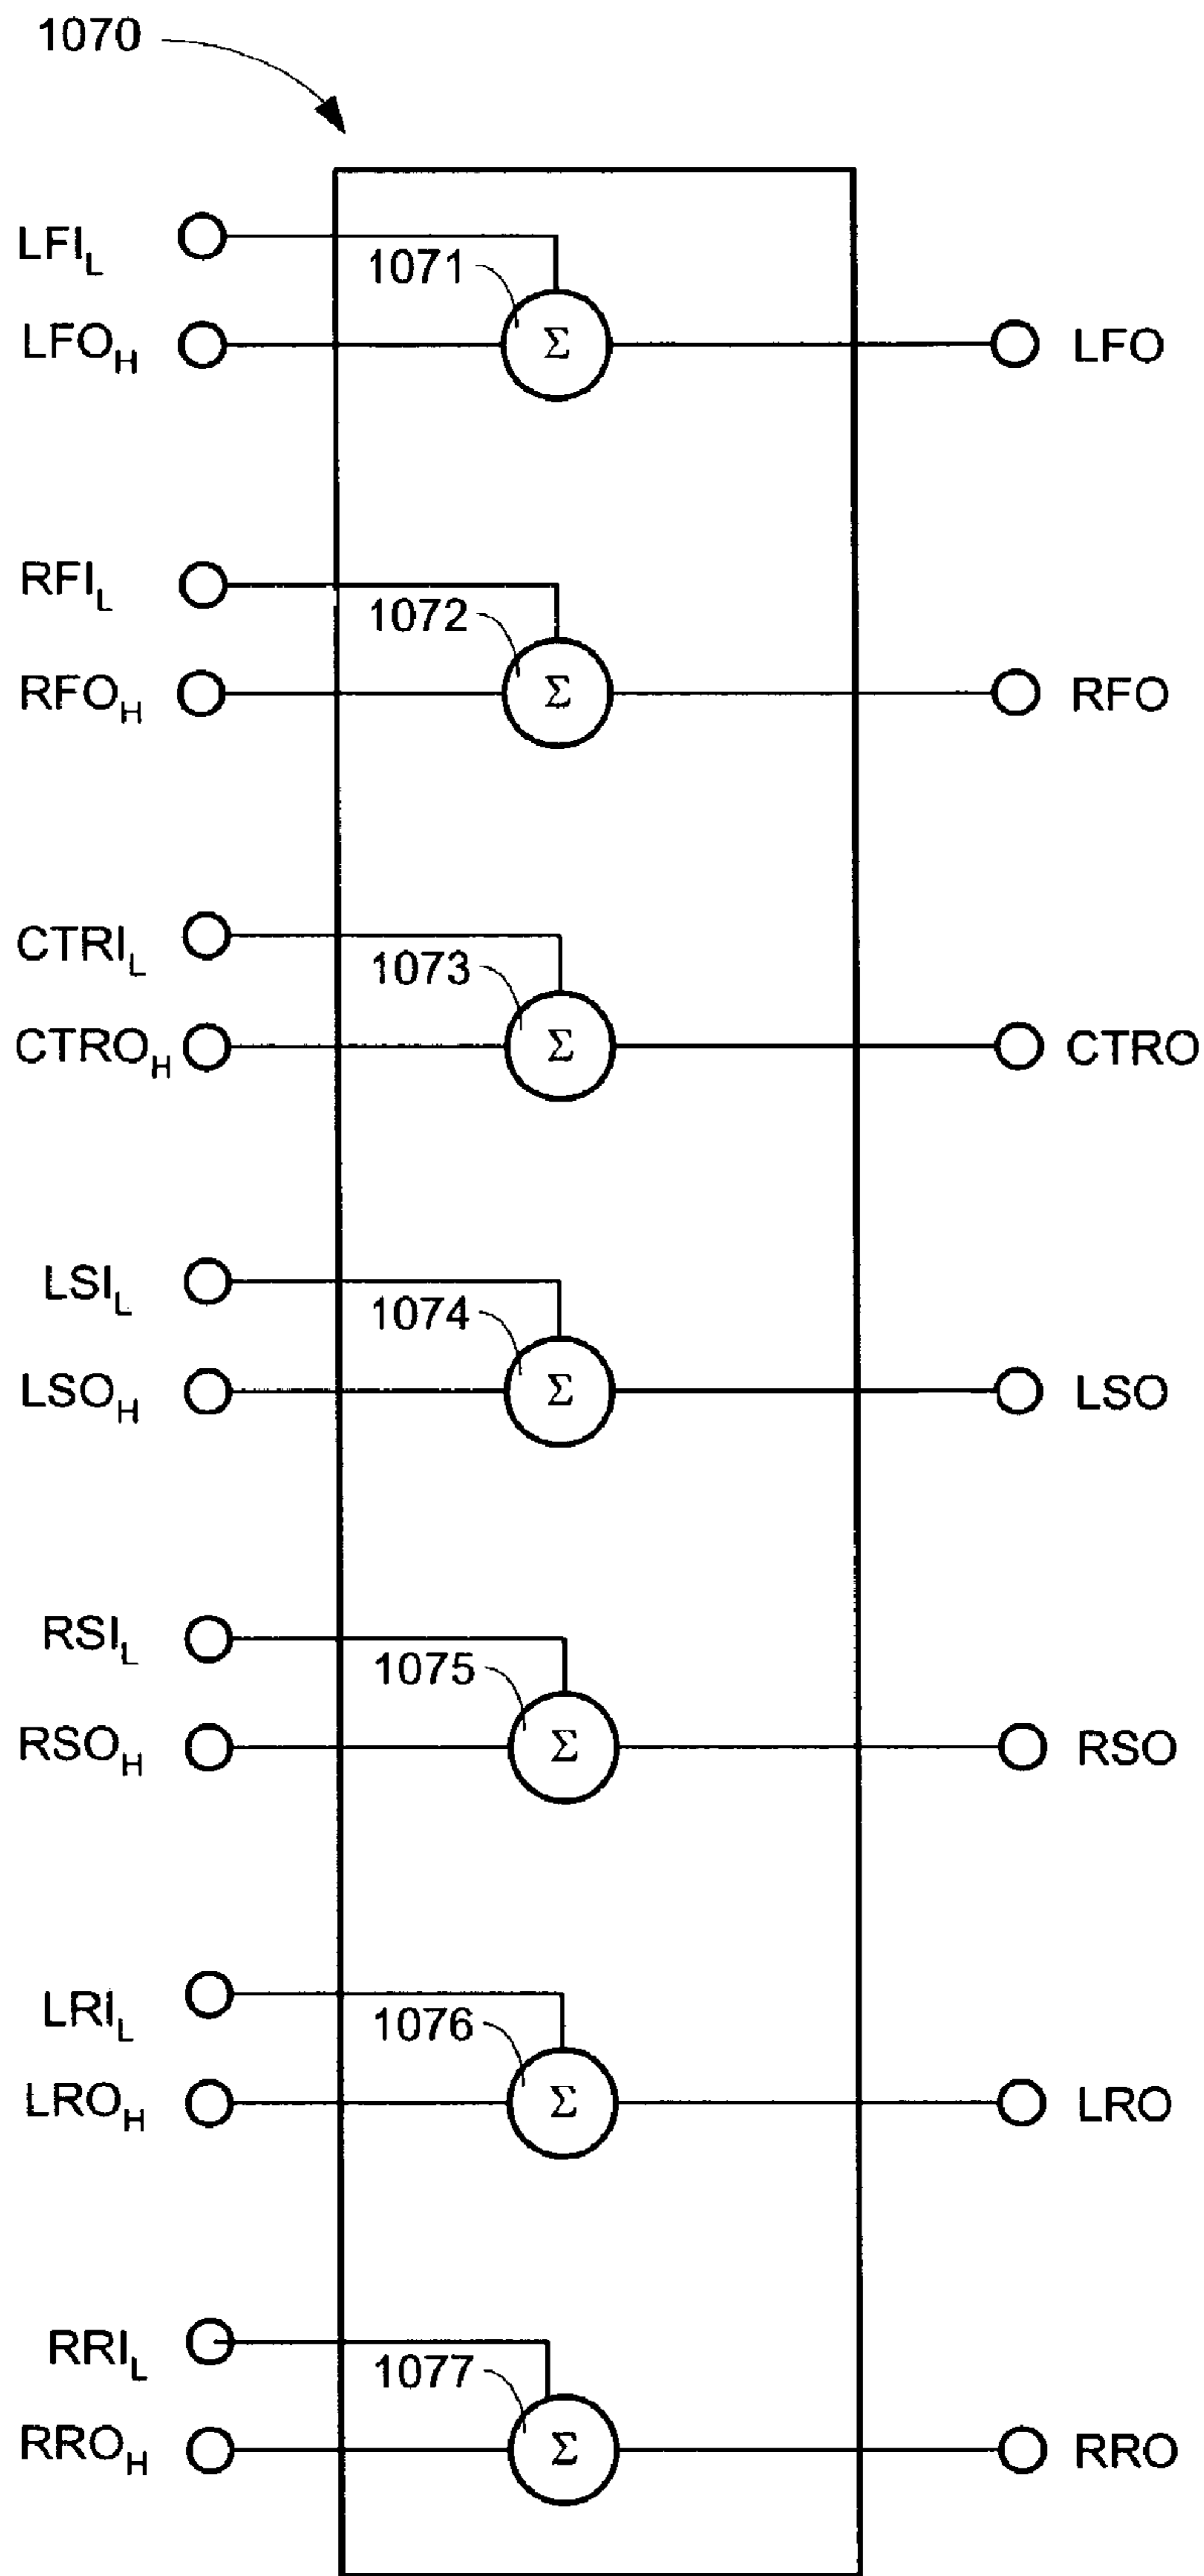 1070
LFI_L
1071
LFO_H
Σ
LFO
RFI_L
1072
RFO_H
Σ
RFO
CTRI_L
1073
CTRO_H
Σ
CTRO
LSI_L
1074
LSO_H
Σ
LSO
RSI_L
1075
RSO_H
Σ
RSO
LRI_L
1076
LRO_H
Σ
LRO
RRI_L
1077
RRO_H
Σ
RRO